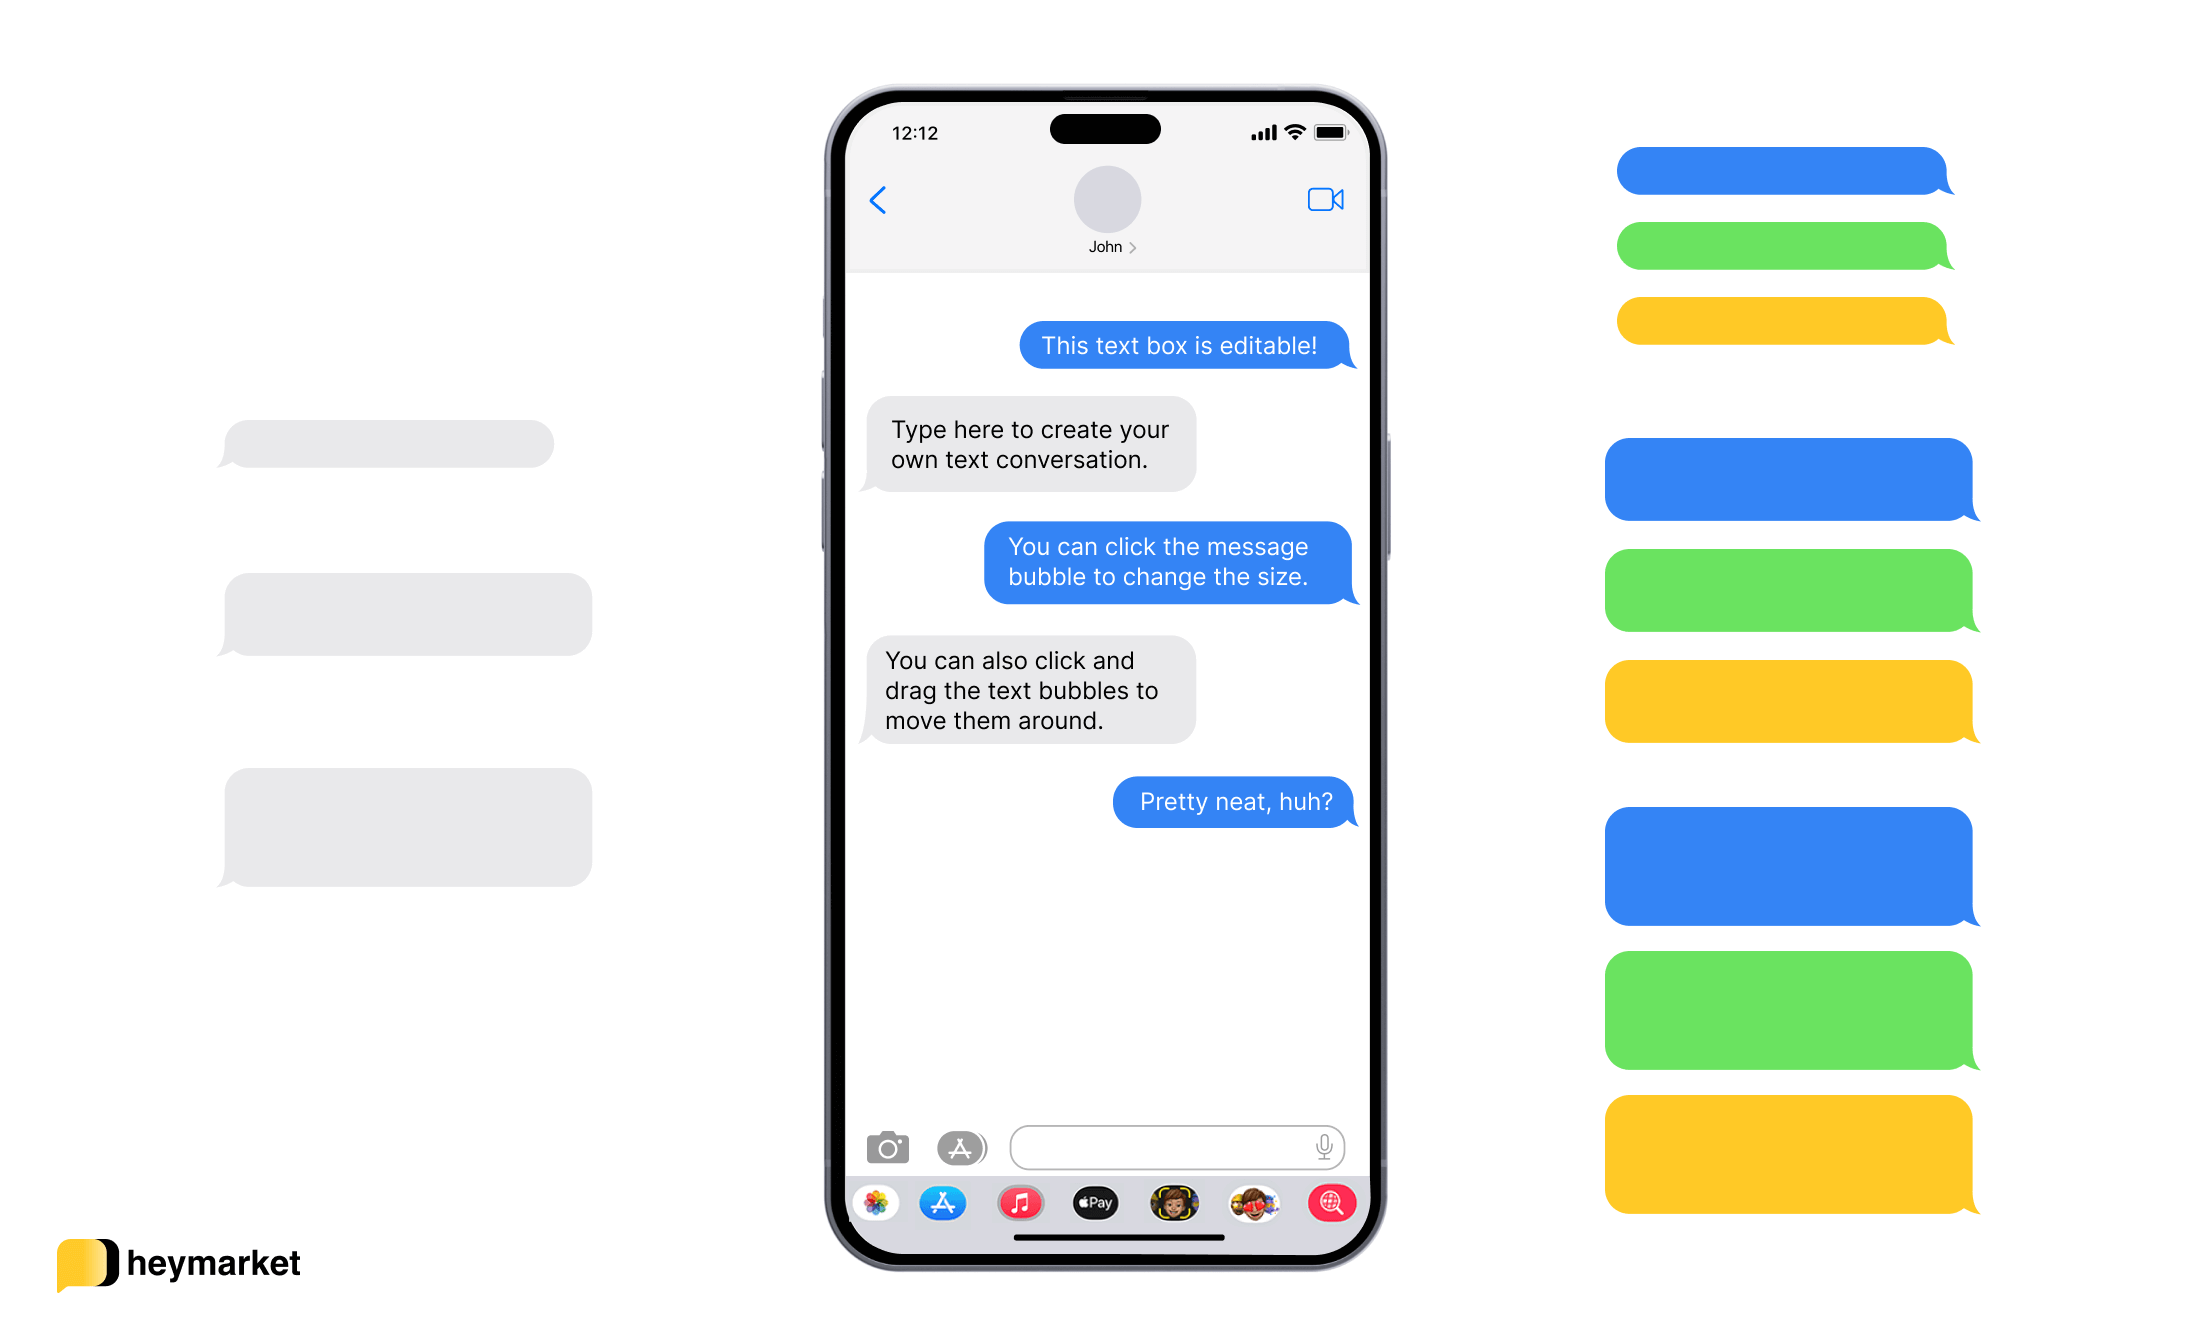 12:12
John
This text box is editable!
Type here to create your
own text conversation.
You can click the message
bubble to change the size.
You can also click and
drag the text bubbles to
move them around.
Pretty neat, huh?
Pay
heymarket